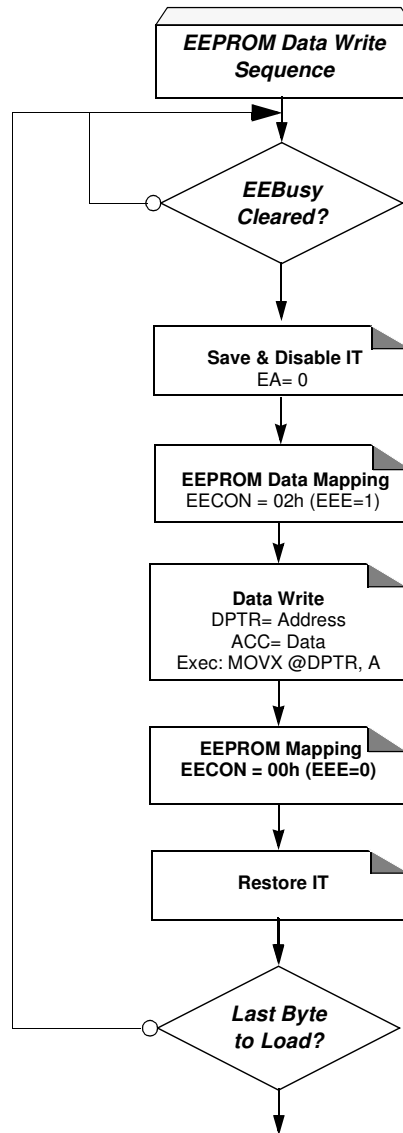 EEPROM Data Write
Sequence
EEBusy
Cleared?
Save & Disable IT
EA= 0
EEPROM Data Mapping
EECON = 02h (EEE=1)
Data Write
DPTR= Address
ACC= Data
Exec: MOVX @DPTR, A
EEPROM Mapping
EECON = 00h (EEE=0)
Restore IT
Last Byte
to Load?